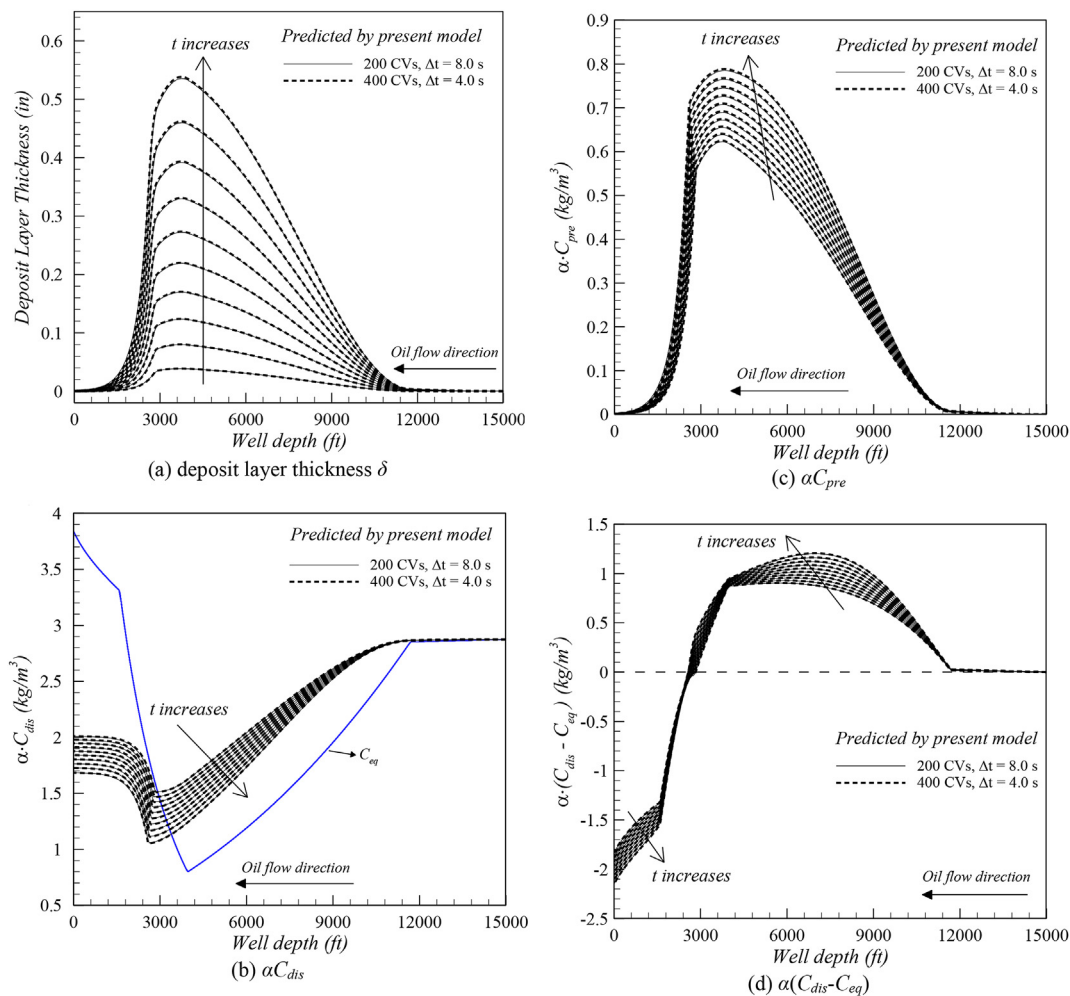 Predicted by present model
t increases
200 CVs, Δt = 8.0 s
400 CVs, Δt = 4.0 s
Deposit Layer Thickness (in)
0.6
0.5
0.4
0.3
0.2
0.1
0
Oil flow direction
0 3000 6000 9000 12000 15000
Well depth (ft)
(a) deposit layer thickness δ
Predicted by present model
t increases
200 CVs, Δt = 8.0 s
400 CVs, Δt = 4.0 s
α·C_pre (kg/m³)
0.9
0.8
0.7
0.6
0.5
0.4
0.3
0.2
0.1
0
Oil flow direction
0 3000 6000 9000 12000 15000
Well depth (ft)
(c) αC_pre
Predicted by present model
200 CVs, Δt = 8.0 s
400 CVs, Δt = 4.0 s
α·C_dis (kg/m³)
4
3.5
3
2.5
2
1.5
1
0.5
t increases
C_eq
Oil flow direction
0 3000 6000 9000 12000 15000
Well depth (ft)
(b) αC_dis
t increases
α·(C_dis - C_eq) (kg/m³)
1.5
1
0.5
0
-0.5
-1
-1.5
-2
-2.5
Predicted by present model
200 CVs, Δt = 8.0 s
400 CVs, Δt = 4.0 s
t increases
Oil flow direction
0 3000 6000 9000 12000 15000
Well depth (ft)
(d) α(C_dis-C_eq)